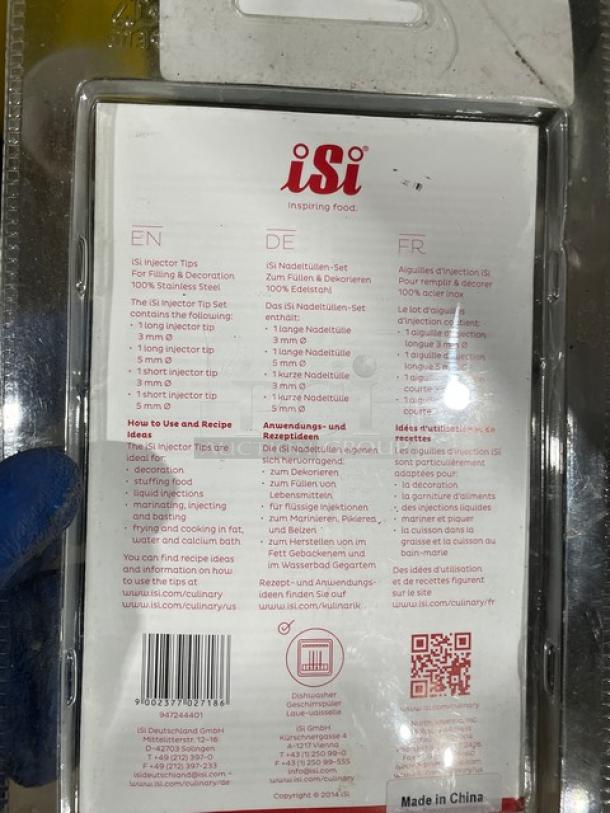 iSi®
Inspiring food.
EN
iSi Injector Tips
For Filling & Decoration
100% Stainless Steel
The iSi Injector Tip Set
contains the following:
· 1 long injector tip
3 mm Ø
· 1 long injector tip
5 mm Ø
· 1 short injector tip
3 mm Ø
· 1 short injector tip
5 mm Ø
How to Use and Recipe
Ideas
The iSi Injector Tips are
ideal for:
· decoration
· stuffing food
· liquid injections
· marinating, injecting
and basting
· frying and cooking in fat,
water and calcium bath
You can find recipe ideas
and information on how
to use the tips at
www.isi.com/culinary
www.isi.com/culinary/us
DE
iSi Nadeltüllen-Set
Zum Füllen & Dekorieren
100% Edelstahl
Das iSi Nadeltüllen-Set
enthält:
· 1 lange Nadeltülle
3 mm Ø
· 1 lange Nadeltülle
5 mm Ø
· 1 kurze Nadeltülle
3 mm Ø
· 1 kurze Nadeltülle
5 mm Ø
Anwendungs- und
Rezeptideen
Die iSi Nadeltüllen eignen
sich hervorragend:
· zum Dekorieren
· zum Füllen von
Lebensmitteln
· für flüssige Injektionen
· zum Marinieren, Pikieren
und Beizen
· zum Herstellen von im
Fett Gebackenem und
im Wasserbad Gegartem
Rezept- und Anwendungs-
ideen finden Sie auf
www.isi.com/kulinarik
FR
Aiguilles d'injection iSi
Pour remplir & décorer
100% acier inox
Le lot d'aiguilles
d'injection contient:
· 1 aiguille d'injection
longue 3 mm Ø
· 1 aiguille d'injection
longue 5 mm Ø
· 1
courte
· 1
courte
Idées d'utilisation et de
recettes
Les aiguilles d'injection iSi
sont particulièrement
adaptées pour:
· la décoration
· la garniture d'aliments
· des injections liquides
· mariner et piquer
· la cuisson dans la
graisse et la cuisson au
bain-marie
Des idées d'utilisation
et de recettes figurent
sur le site
www.isi.com/culinary/fr
9 002377 027186
947244401
iSi Deutschland GmbH
Mittelitterstr. 12-16
D-42703 Solingen
T +49 (212) 397-0
F +49 (212) 397-233
isideutschland@isi.com
www.isi.com/culinary/de
Dishwasher
Geschirrspüler
Lave-vaisselle
iSi GmbH
Kürschnergasse 4
A-1217 Vienna
T +43 (1) 250 99-0
F +43 (1) 250 99-555
info@isi.com
www.isi.com/culinary
Copyright © 2014 iSi
www.isi.com/culinary
North America, Inc.
Made in China